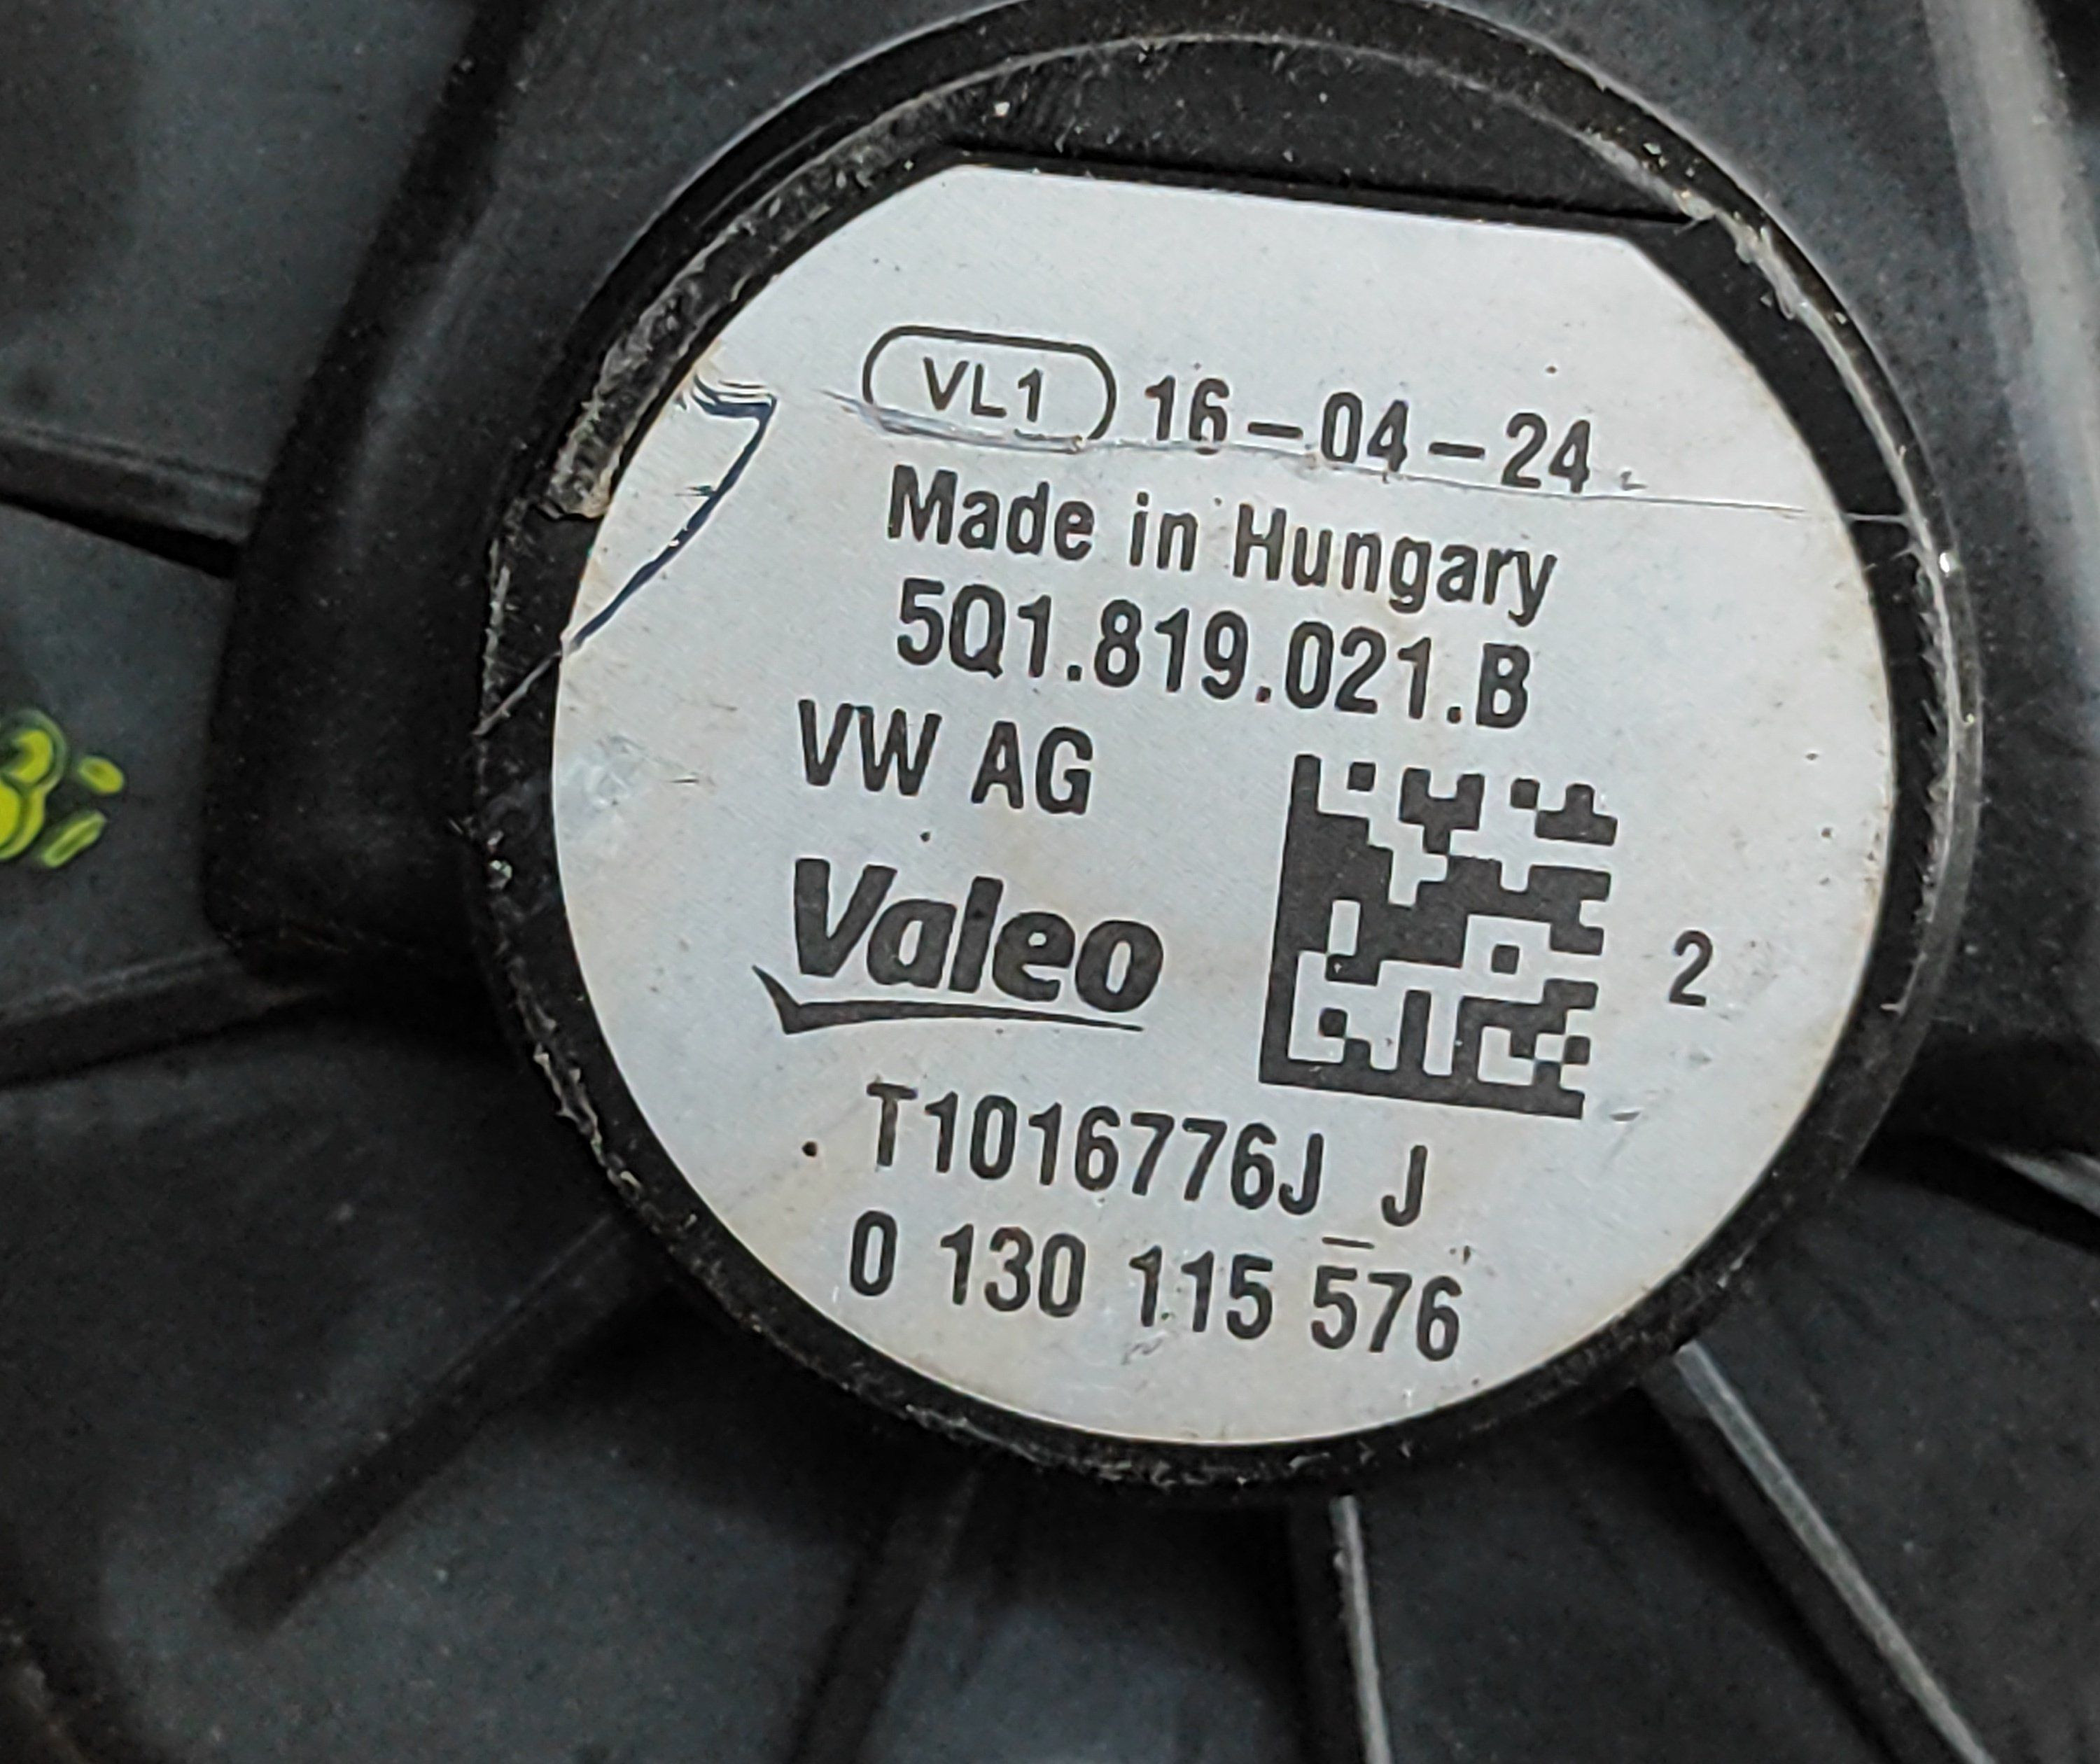 VL1 16-04-24
Made in Hungary
5Q1.819.021.B
VW AG
Valeo
2
T1016776J J
0 130 115 576